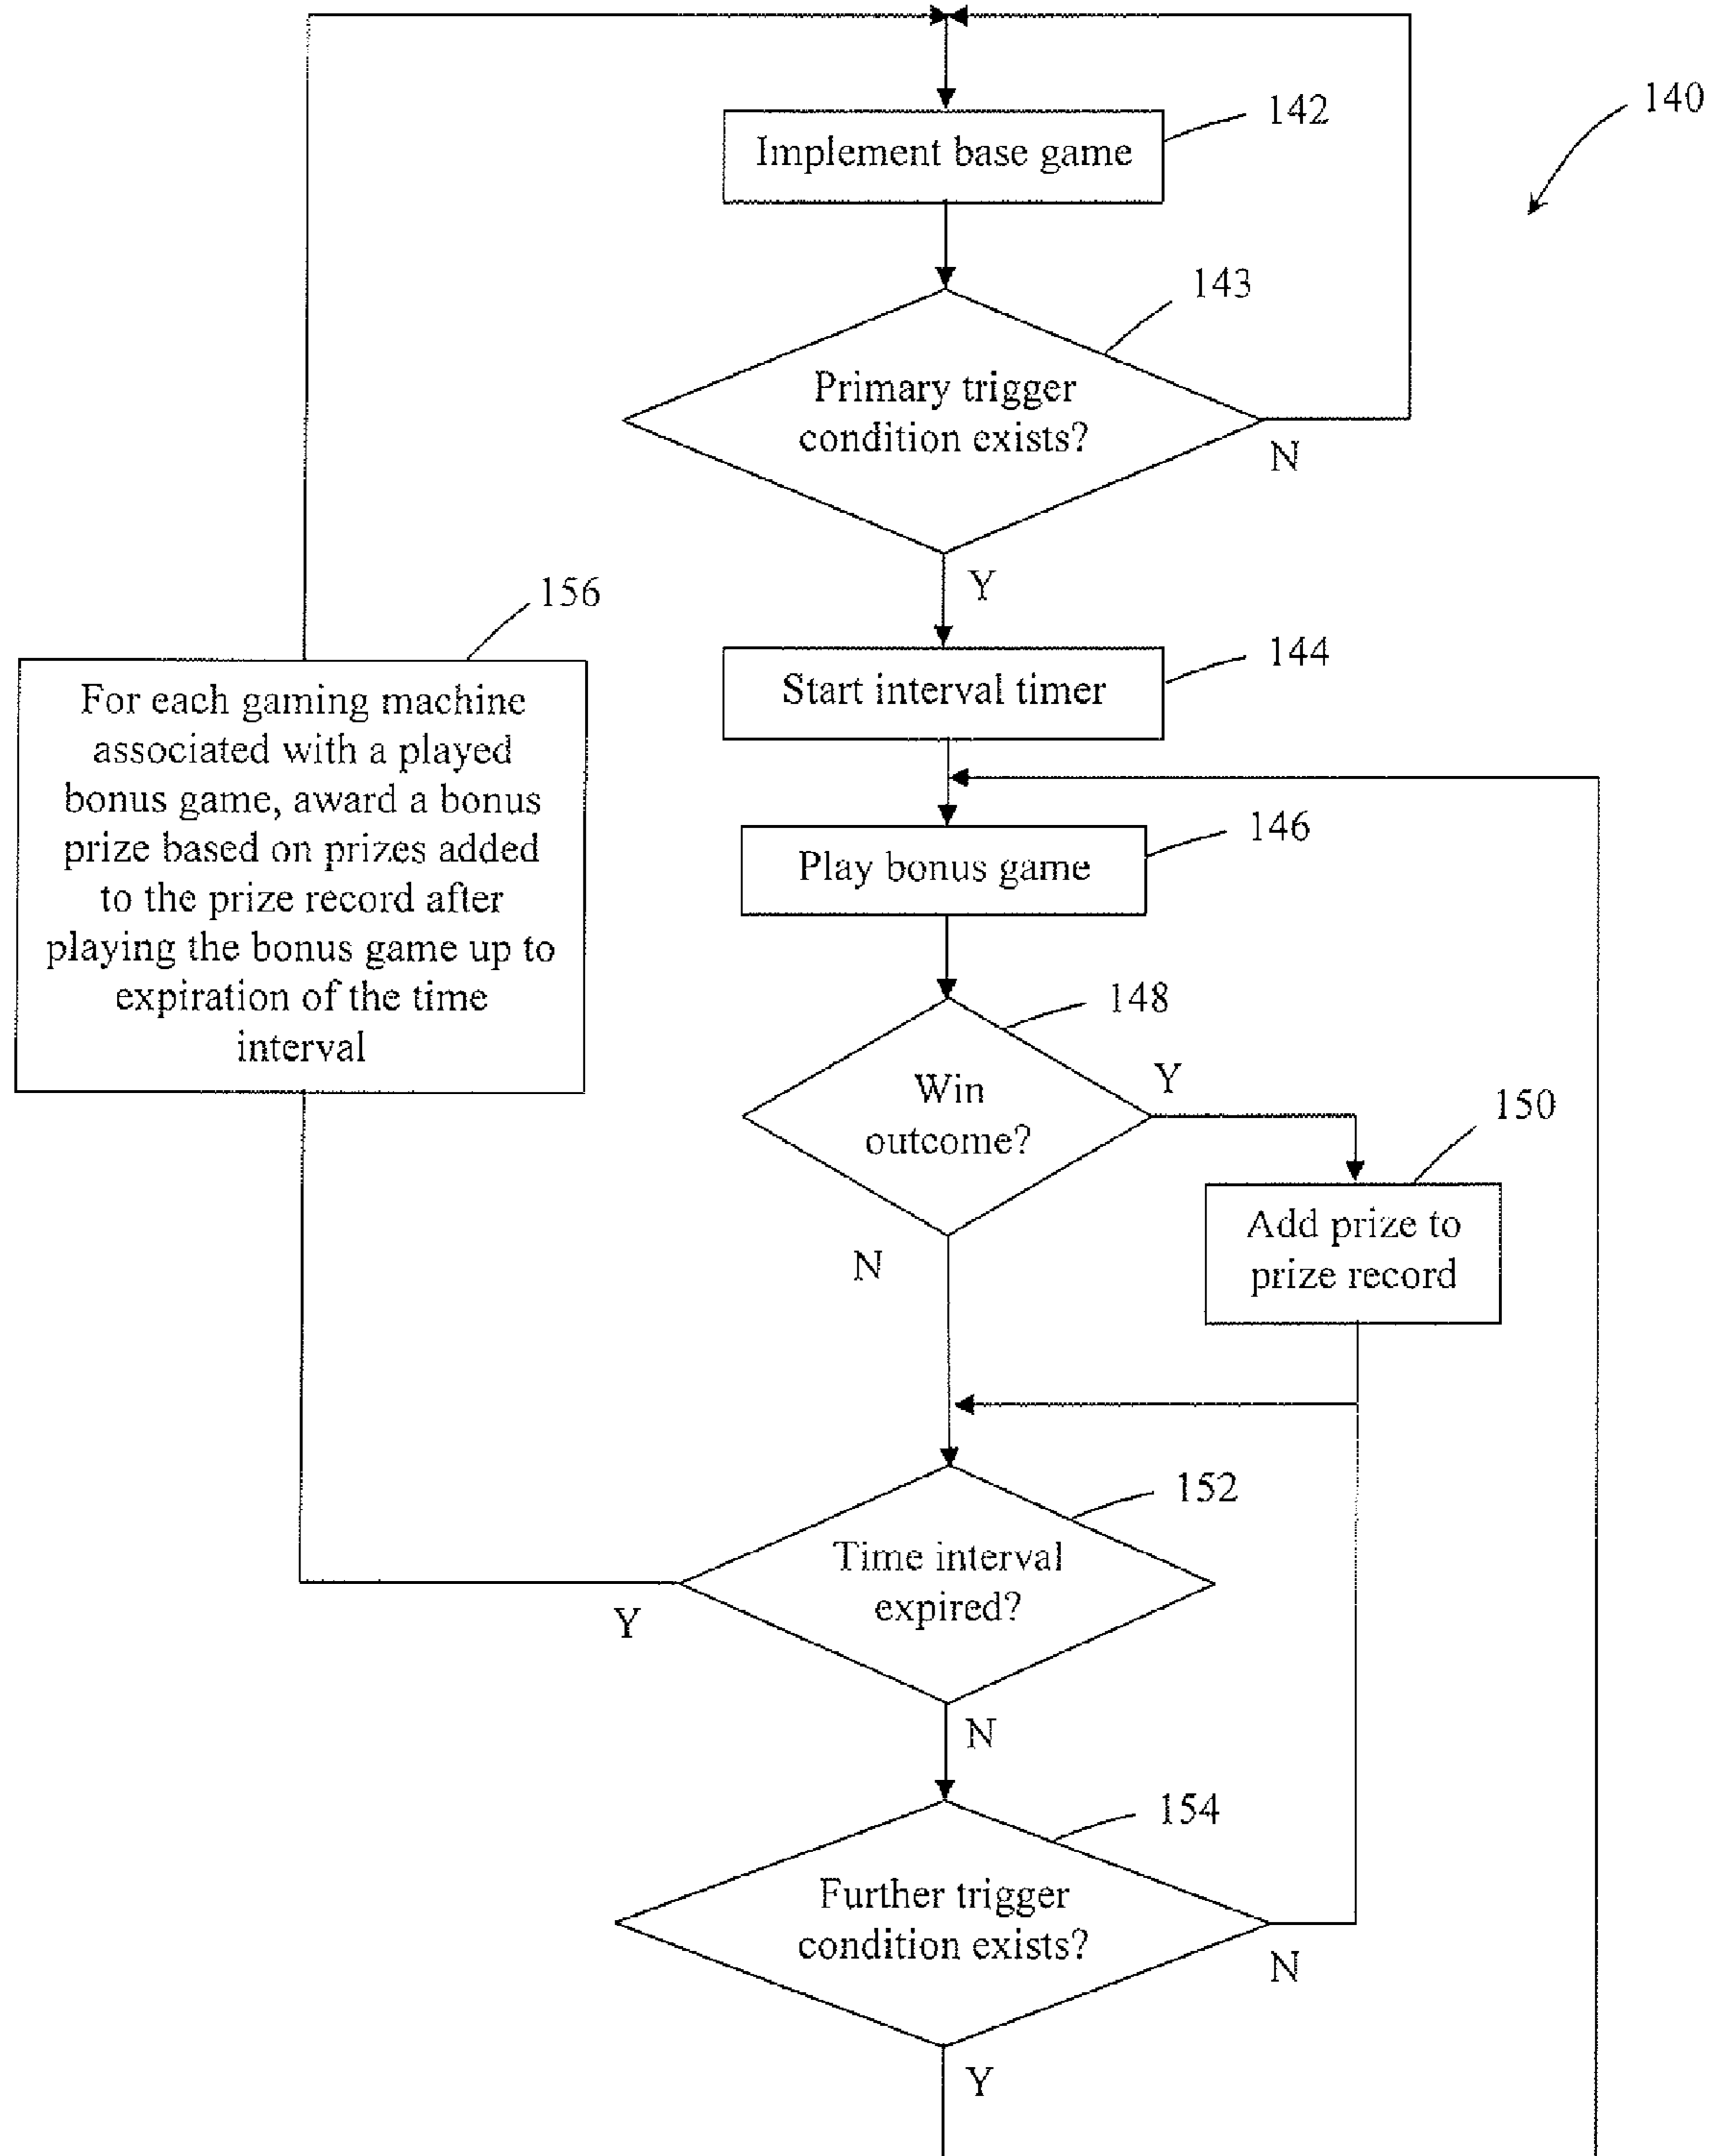 142
140
Implement base game
143
Primary trigger
condition exists?
N
Y
156
144
Start interval timer
For each gaming machine
associated with a played
bonus game, award a bonus
prize based on prizes added
to the prize record after
playing the bonus game up to
expiration of the time
interval
146
Play bonus game
148
Win
outcome?
Y
150
N
Add prize to
prize record
152
Time interval
expired?
Y
N
154
Further trigger
condition exists?
N
Y